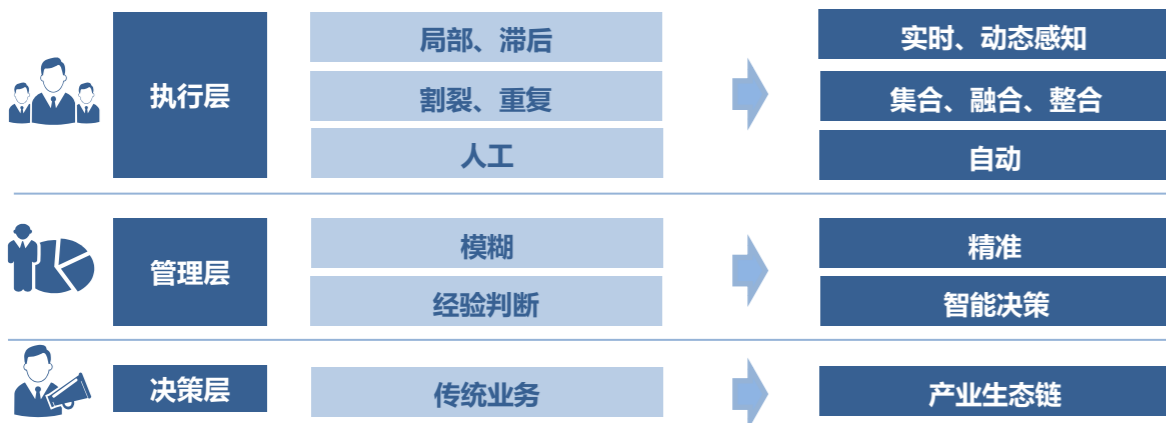 执行层
局部、滞后
实时、动态感知
割裂、重复
集合、融合、整合
人工
自动
管理层
模糊
精准
经验判断
智能决策
决策层
传统业务
产业生态链